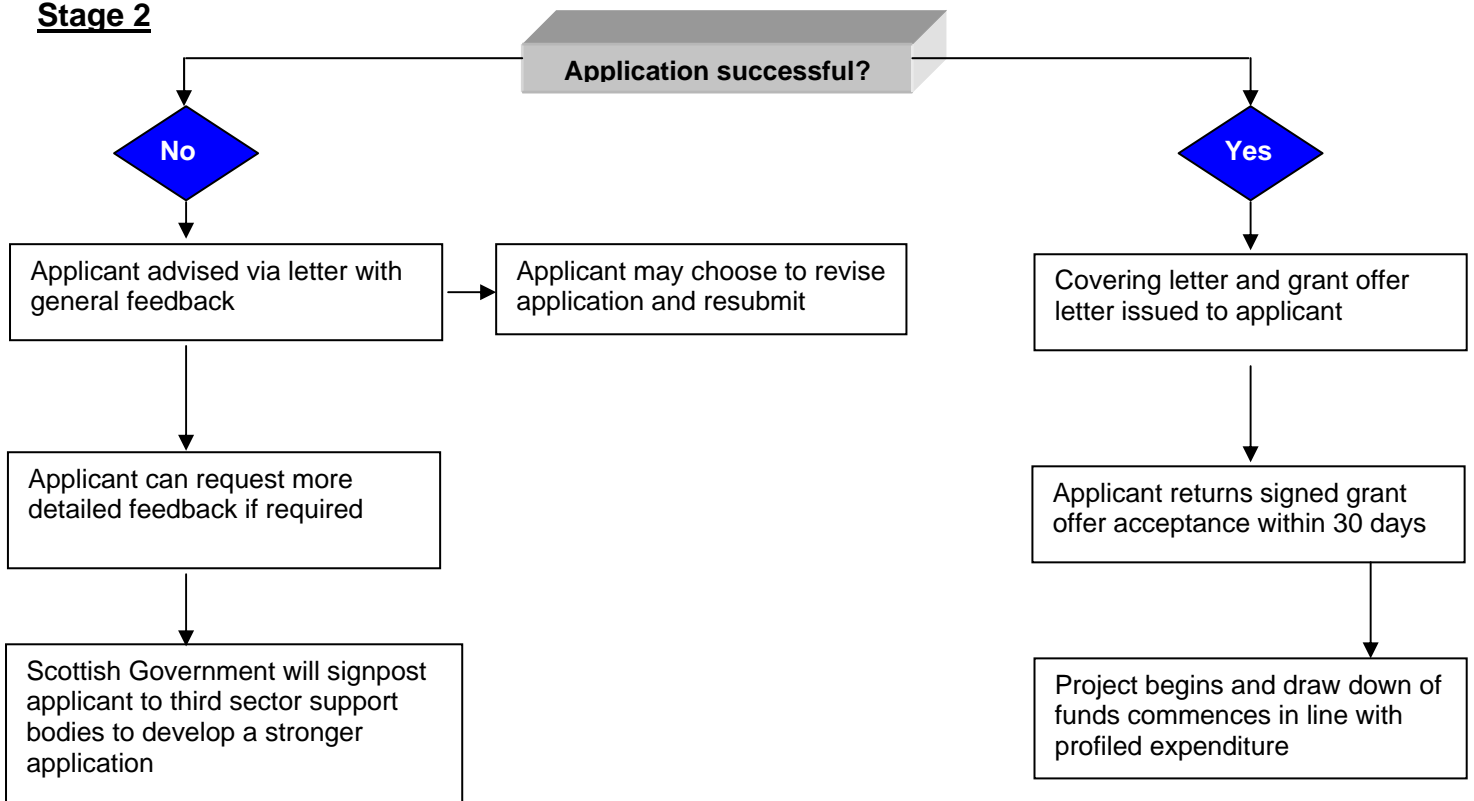 Stage 2
Application successful?
No
Yes
Applicant advised via letter with
general feedback
Applicant may choose to revise
application and resubmit
Covering letter and grant offer
letter issued to applicant
Applicant can request more
detailed feedback if required
Applicant returns signed grant
offer acceptance within 30 days
Scottish Government will signpost
applicant to third sector support
bodies to develop a stronger
application
Project begins and draw down of
funds commences in line with
profiled expenditure